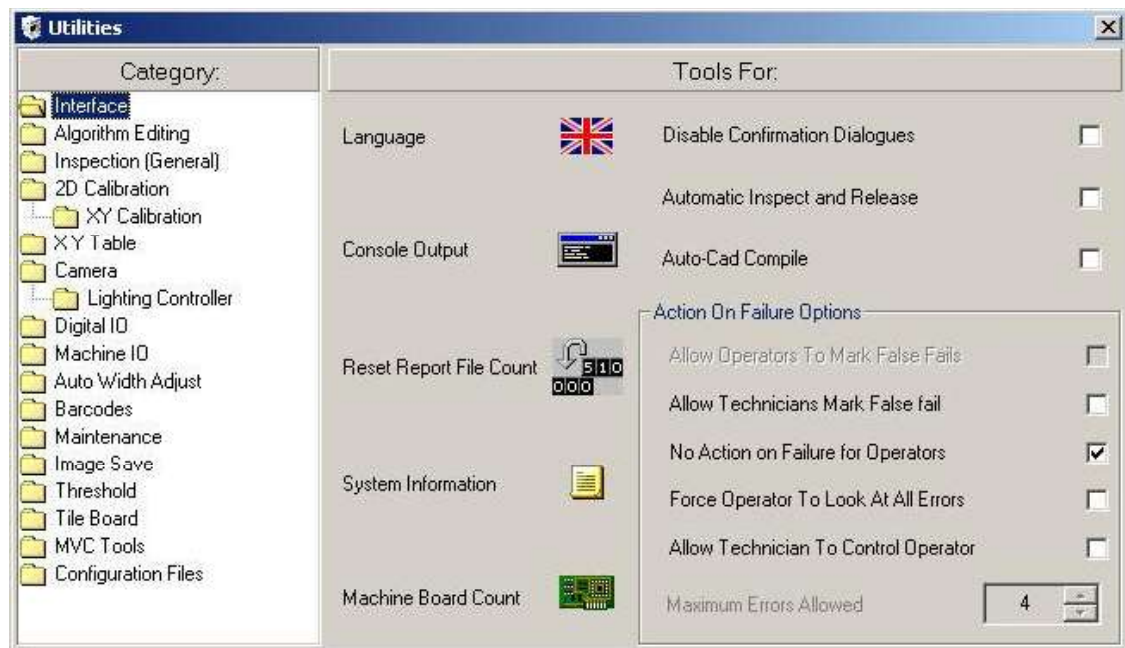 Utilities
Category:
Interface
Algorithm Editing
Inspection (General)
2D Calibration
XY Calibration
X Y Table
Camera
Lighting Controller
Digital IO
Machine IO
Auto Width Adjust
Barcodes
Maintenance
Image Save
Threshold
Tile Board
MVC Tools
Configuration Files
Tools For:
Language
Console Output
Reset Report File Count
510
000
System Information
Machine Board Count
Disable Confirmation Dialogues
Automatic Inspect and Release
Auto-Cad Compile
Action On Failure Options
Allow Operators To Mark False Fails
Allow Technicians Mark False fail
No Action on Failure for Operators
Force Operator To Look At All Errors
Allow Technician To Control Operator
Maximum Errors Allowed 4